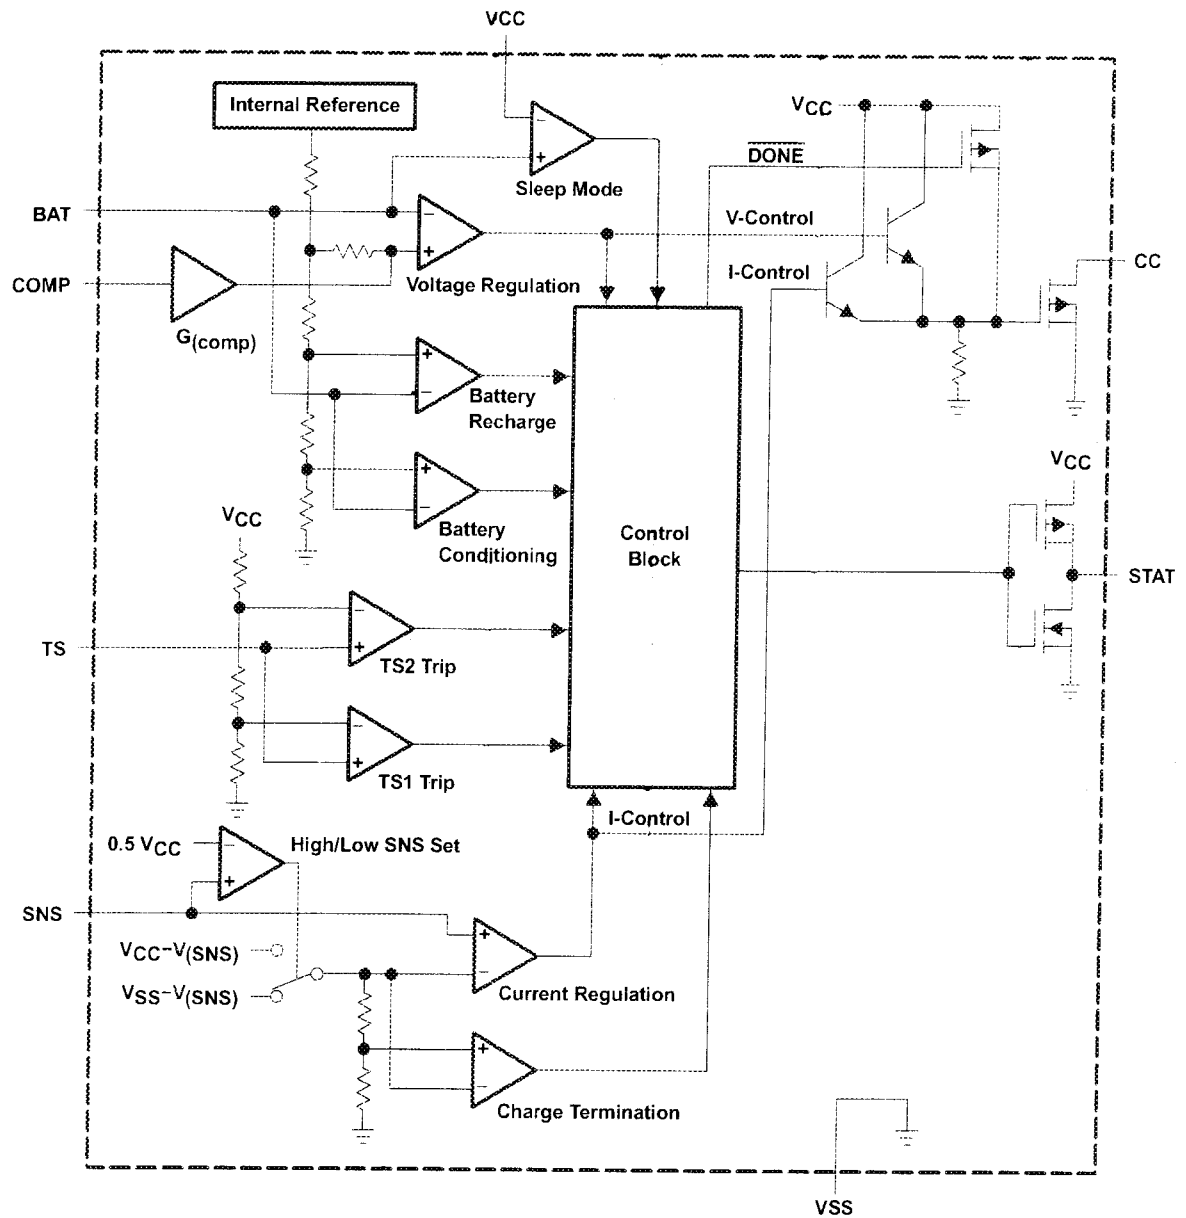 VCC
Internal Reference
VCC
DONE
−
+
Sleep Mode
BAT
−
+
V-Control
Voltage Regulation
I-Control
CC
COMP
G(comp)
+
−
Battery
Recharge
+
−
Battery
Conditioning
VCC
VCC
Control
Block
STAT
TS
−
+
TS2 Trip
−
+
TS1 Trip
I-Control
0.5 VCC
−
+
High/Low SNS Set
SNS
+
−
Current Regulation
VCC−V(SNS)
VSS−V(SNS)
+
−
Charge Termination
VSS